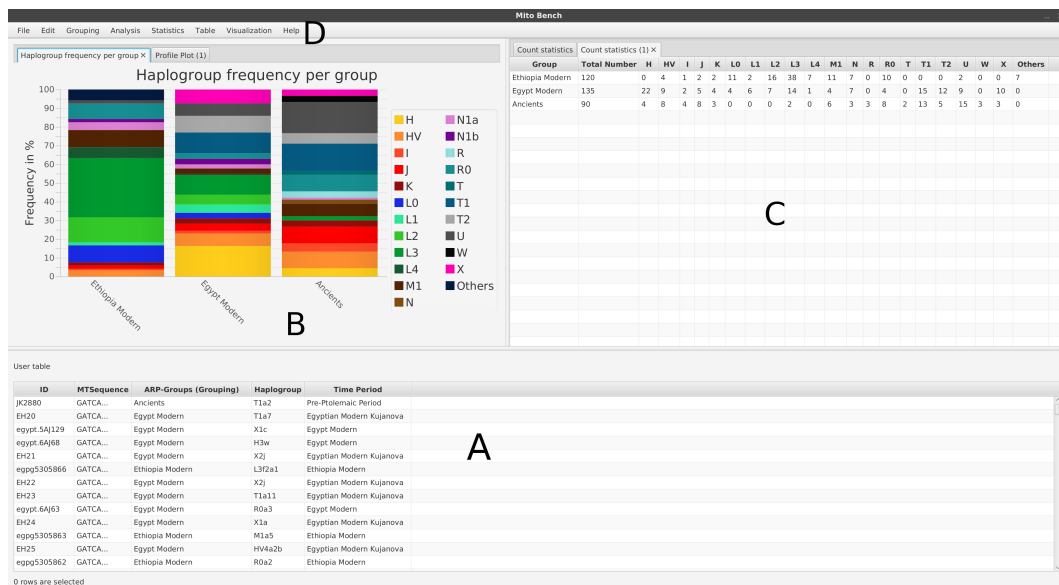 Mito Bench
File Edit Grouping Analysis Statistics Table Visualization Help D
Haplogroup frequency per group × Profile Plot (1)
Haplogroup frequency per group
Frequency in %
100
90
80
70
60
50
40
30
20
10
0
Ethiopia Modern
Egypt Modern
Ancients
H N1a
HV N1b
I R
J R0
K T
L0 T1
L1 T2
L2 U
L3 W
L4 X
M1 Others
N
B
Count statistics Count statistics (1) ×
Group Total Number H HV I J K L0 L1 L2 L3 L4 M1 N R R0 T T1 T2 U W X Others
Ethiopia Modern 120 0 4 1 2 2 11 2 16 38 7 11 7 0 10 0 0 0 2 0 0 7
Egypt Modern 135 22 9 2 5 4 4 6 7 14 1 4 7 0 4 0 15 12 9 0 10 0
Ancients 90 4 8 4 8 3 0 0 0 2 0 6 3 3 8 2 13 5 15 3 3 0
C
User table
ID MTSequence ARP-Groups (Grouping) Haplogroup Time Period
JK2880 GATCA... Ancients T1a2 Pre-Ptolemaic Period
EH20 GATCA... Egypt Modern T1a7 Egyptian Modern Kujanova
egypt.5AJ129 GATCA... Egypt Modern X1c Egypt Modern
egypt.6AJ68 GATCA... Egypt Modern H3w Egypt Modern
EH21 GATCA... Egypt Modern X2j Egyptian Modern Kujanova
egpg5305866 GATCA... Ethiopia Modern L3f2a1 Ethiopia Modern
EH22 GATCA... Egypt Modern X2j Egyptian Modern Kujanova
EH23 GATCA... Egypt Modern T1a11 Egyptian Modern Kujanova
egypt.6AJ63 GATCA... Egypt Modern R0a3 Egypt Modern
EH24 GATCA... Egypt Modern X1a Egyptian Modern Kujanova
egpg5305863 GATCA... Ethiopia Modern M1a5 Ethiopia Modern
EH25 GATCA... Egypt Modern HV4a2b Egyptian Modern Kujanova
egpg5305862 GATCA... Ethiopia Modern R0a2 Ethiopia Modern
A
0 rows are selected